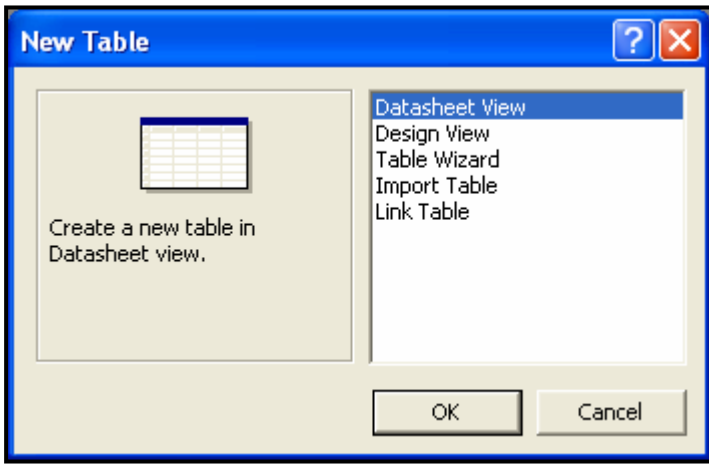 New Table
?
Create a new table in
Datasheet view.
Datasheet View
Design View
Table Wizard
Import Table
Link Table
OK
Cancel